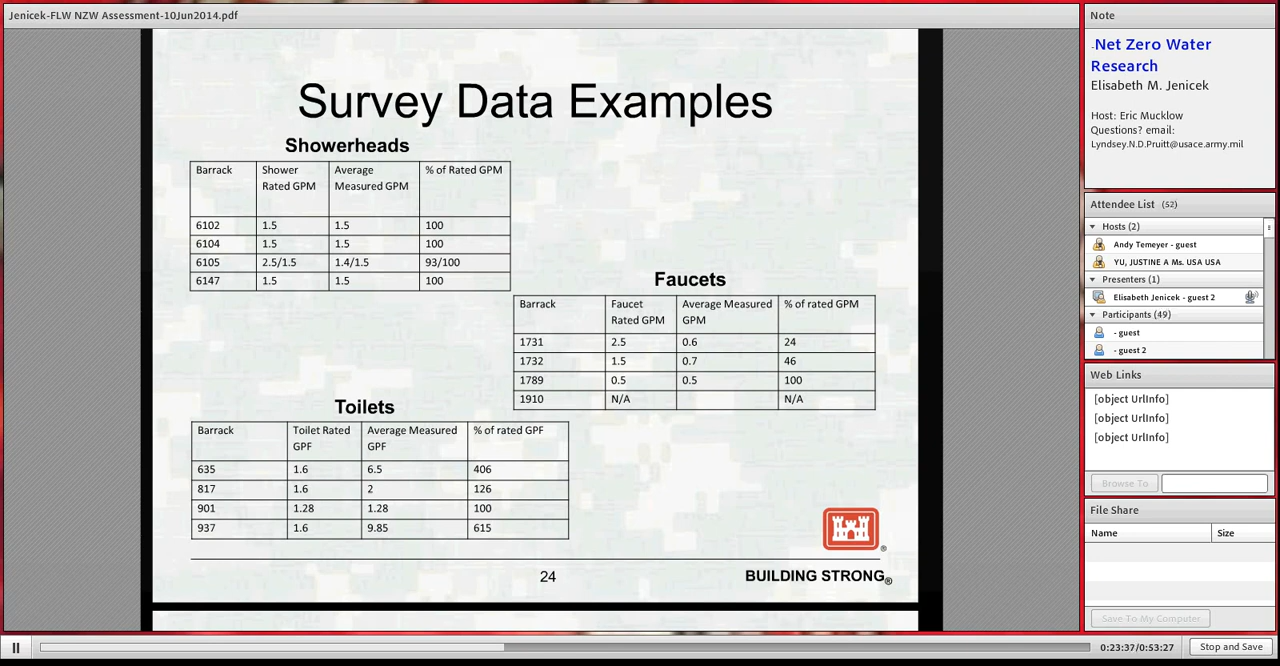 Jenicek-FLW NZW Assessment-10Jun2014.pdf
Survey Data Examples
Showerheads
Barrack Shower Rated GPM Average Measured GPM % of Rated GPM
6102 1.5 1.5 100
6104 1.5 1.5 100
6105 2.5/1.5 1.4/1.5 93/100
6147 1.5 1.5 100
Faucets
Barrack Faucet Rated GPM Average Measured GPM % of rated GPM
1731 2.5 0.6 24
1732 1.5 0.7 46
1789 0.5 0.5 100
1910 N/A N/A
Toilets
Barrack Toilet Rated GPF Average Measured GPF % of rated GPF
635 1.6 6.5 406
817 1.6 2 126
901 1.28 1.28 100
937 1.6 9.85 615
®
24
BUILDING STRONG®
Note
-Net Zero Water
Research
Elisabeth M. Jenicek
Host: Eric Mucklow
Questions? email:
Lyndsey.N.D.Pruitt@usace.army.mil
Attendee List (52)
Hosts (2)
Andy Temeyer - guest
YU, JUSTINE A Ms. USA USA
Presenters (1)
Elisabeth Jenicek - guest 2
Participants (49)
- guest
- guest 2
Web Links
[object UrlInfo]
[object UrlInfo]
[object UrlInfo]
Browse To
File Share
Name Size
Save To My Computer
0:23:37/0:53:27
Stop and Save